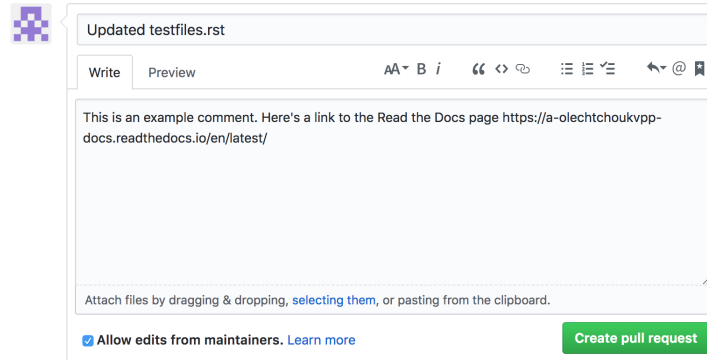 Updated testfiles.rst
Write Preview
This is an example comment. Here's a link to the Read the Docs page https://a-olechtchoukvpp-
docs.readthedocs.io/en/latest/
Attach files by dragging & dropping, selecting them, or pasting from the clipboard.
Allow edits from maintainers. Learn more
Create pull request